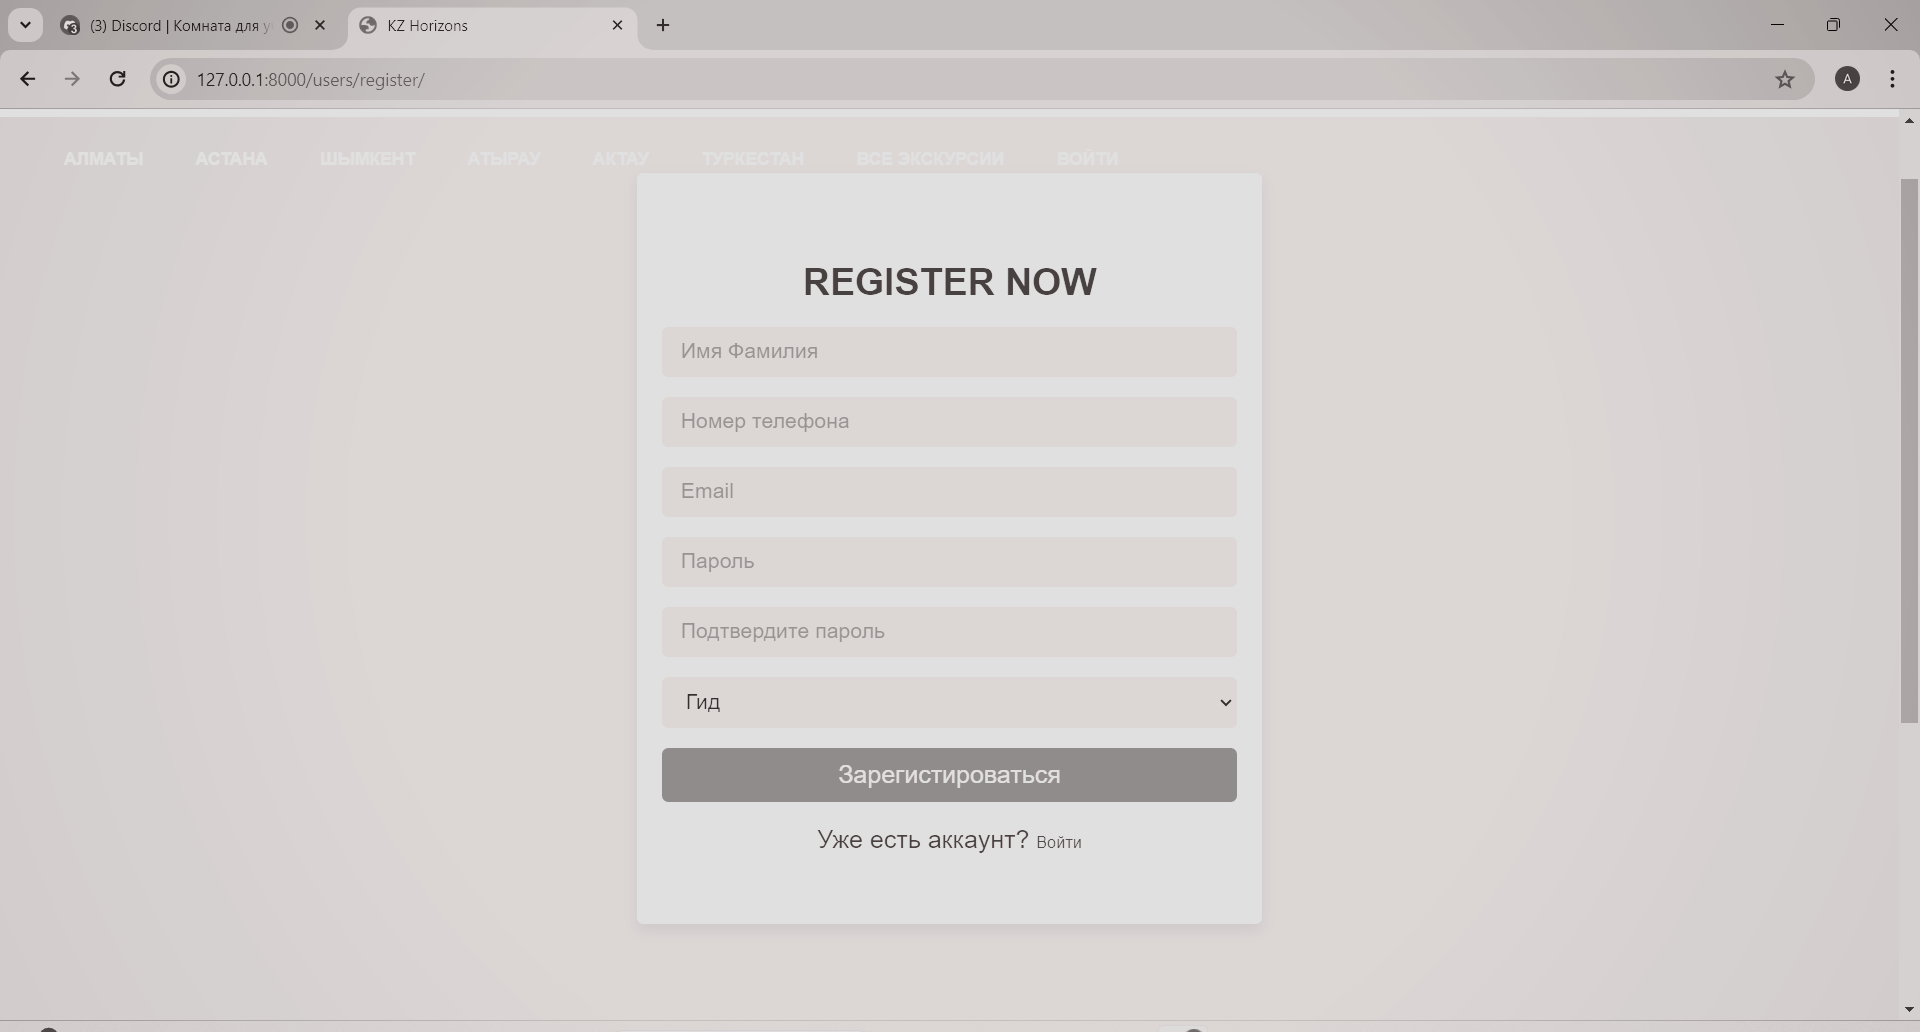 (3) Discord | Комната для у
KZ Horizons
127.0.0.1:8000/users/register/
A
АЛМАТЫ АСТАНА ШЫМКЕНТ АТЫРАУ АКТАУ ТУРКЕСТАН ВСЕ ЭКСКУРСИИ ВОЙТИ
REGISTER NOW
Имя Фамилия
Номер телефона
Email
Пароль
Подтвердите пароль
Гид
Зарегистироваться
Уже есть аккаунт? Войти